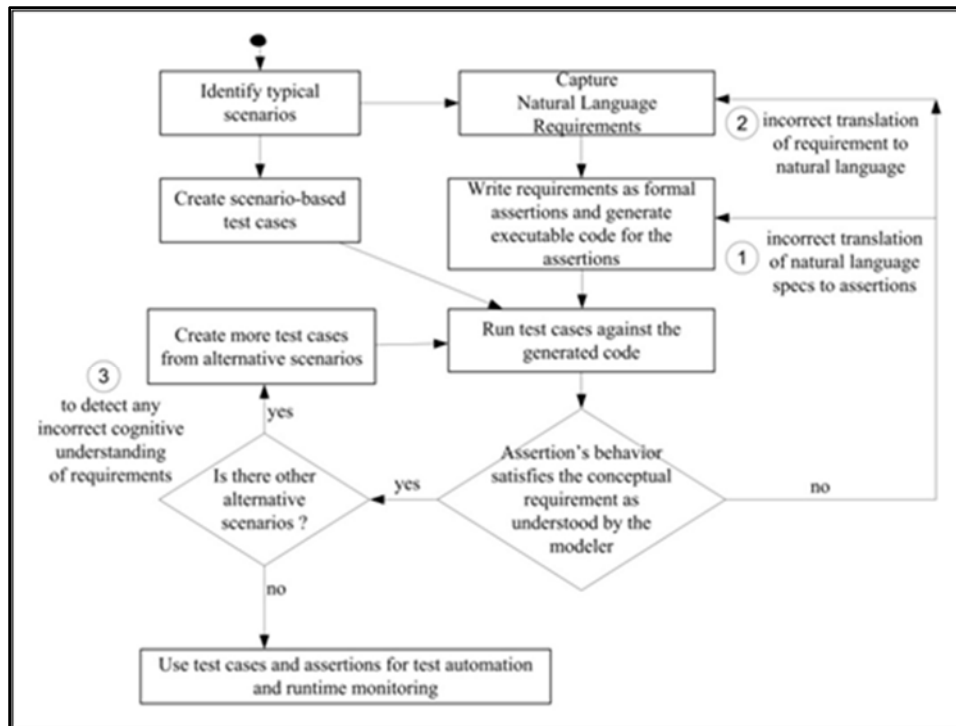 Identify typical
scenarios
Capture
Natural Language
Requirements
2
incorrect translation
of requirement to
natural language
Create scenario-based
test cases
Write requirements as formal
assertions and generate
executable code for the
assertions
1
incorrect translation
of natural language
specs to assertions
Create more test cases
from alternative scenarios
Run test cases against the
generated code
3
to detect any
incorrect cognitive
understanding
of requirements
yes
Is there other
alternative
scenarios ?
yes
Assertion's behavior
satisfies the conceptual
requirement as
understood by the
modeler
no
no
Use test cases and assertions for test automation
and runtime monitoring